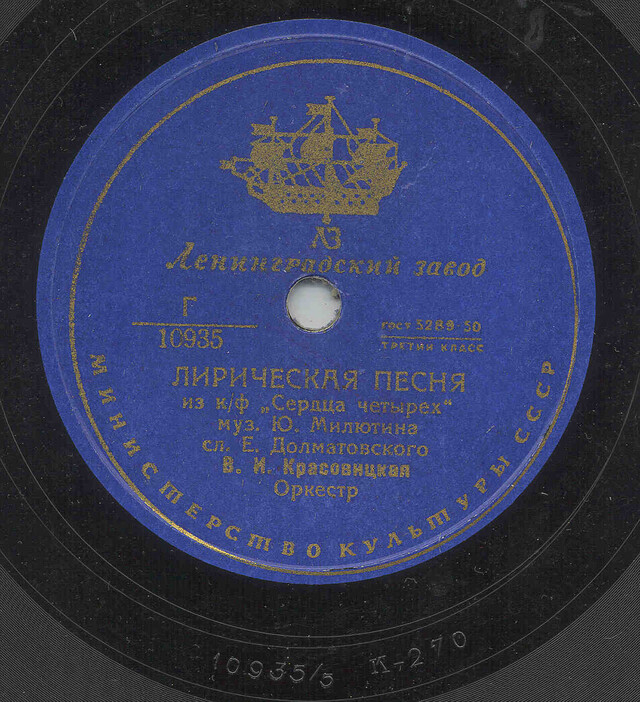 ЛЗ
Ленинградский завод
Г
10935
ГОСТ 5289 50
ТРЕТИЙ КЛАСС
ЛИРИЧЕСКАЯ ПЕСНЯ
из к/ф „Сердца четырех“
муз. Ю. Милютина
сл. Е. Долматовского
В. И. Красовицкая
Оркестр
МИНИСТЕРСТВО КУЛЬТУРЫ СССР
10935/5 К-270